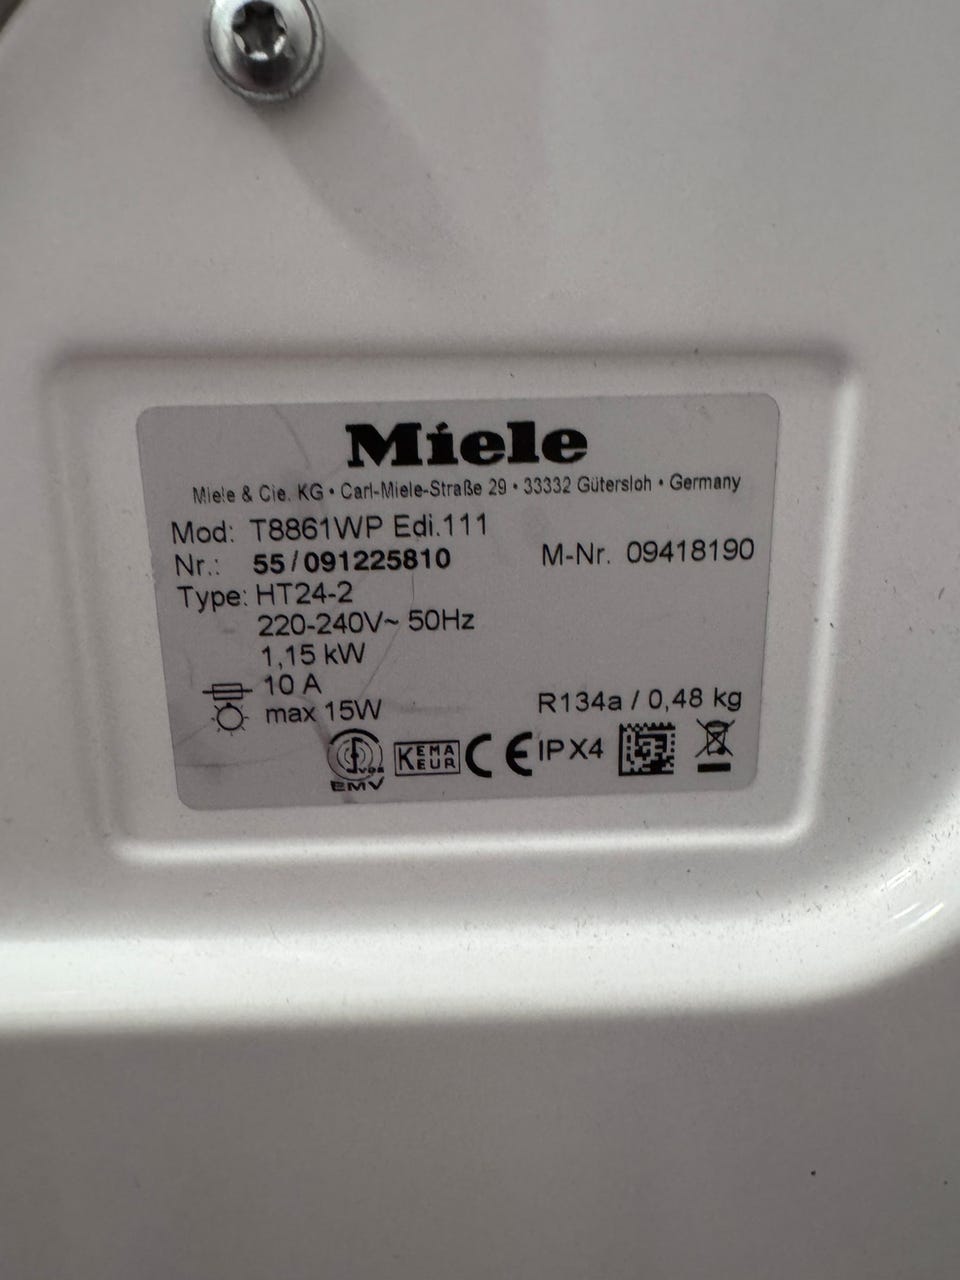 Miele
Miele & Cie. KG • Carl-Miele-Straße 29 • 33332 Gütersloh • Germany
Mod: T8861WP Edi.111
Nr.: 55/091225810 M-Nr. 09418190
Type: HT24-2
220-240V~ 50Hz
1,15 kW
10 A
max 15W R134a / 0,48 kg
VDE KEMA CE IPX4
EMV EUR